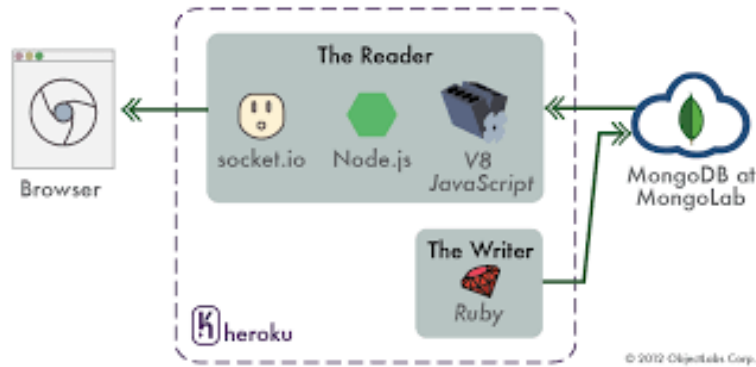 The Reader
socket.io
Node.js
V8
JavaScript
Browser
MongoDB at
MongoLab
The Writer
Ruby
heroku
© 2012 ObjectLabs Corp.